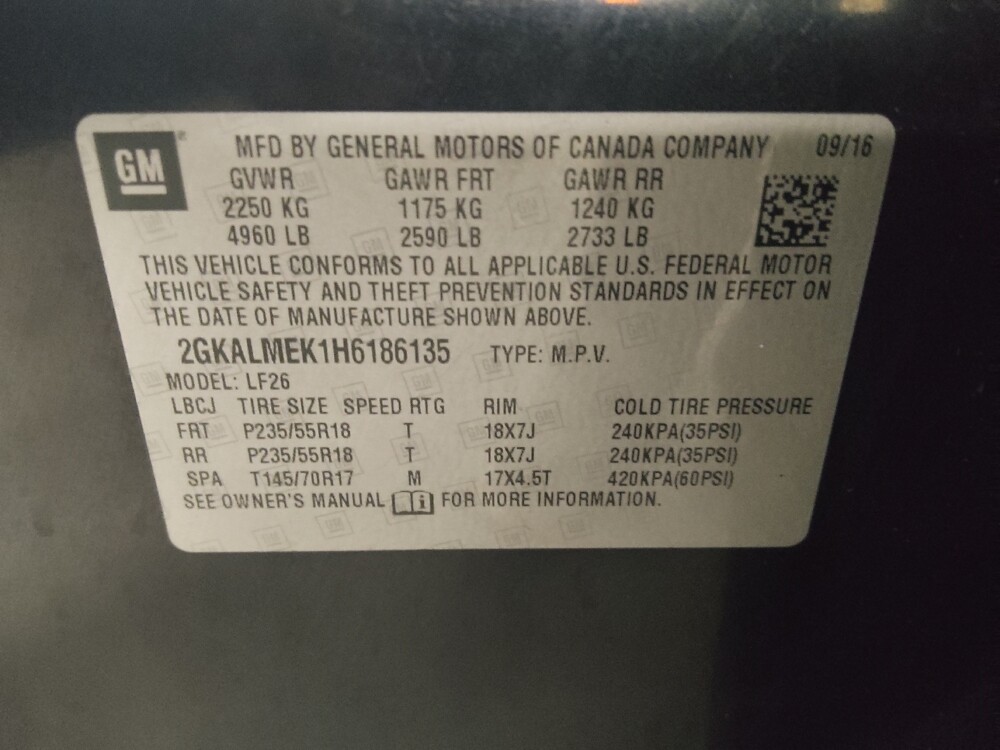 GM MFD BY GENERAL MOTORS OF CANADA COMPANY 09/16
GVWR GAWR FRT GAWR RR
2250 KG 1175 KG 1240 KG
4960 LB 2590 LB 2733 LB
THIS VEHICLE CONFORMS TO ALL APPLICABLE U.S. FEDERAL MOTOR
VEHICLE SAFETY AND THEFT PREVENTION STANDARDS IN EFFECT ON
THE DATE OF MANUFACTURE SHOWN ABOVE.
2GKALMEK1H6186135 TYPE: M.P.V.
MODEL: LF26
LBCJ TIRE SIZE SPEED RTG RIM COLD TIRE PRESSURE
FRT P235/55R18 T 18X7J 240KPA(35PSI)
RR P235/55R18 T 18X7J 240KPA(35PSI)
SPA T145/70R17 M 17X4.5T 420KPA(60PSI)
SEE OWNER'S MANUAL i FOR MORE INFORMATION.